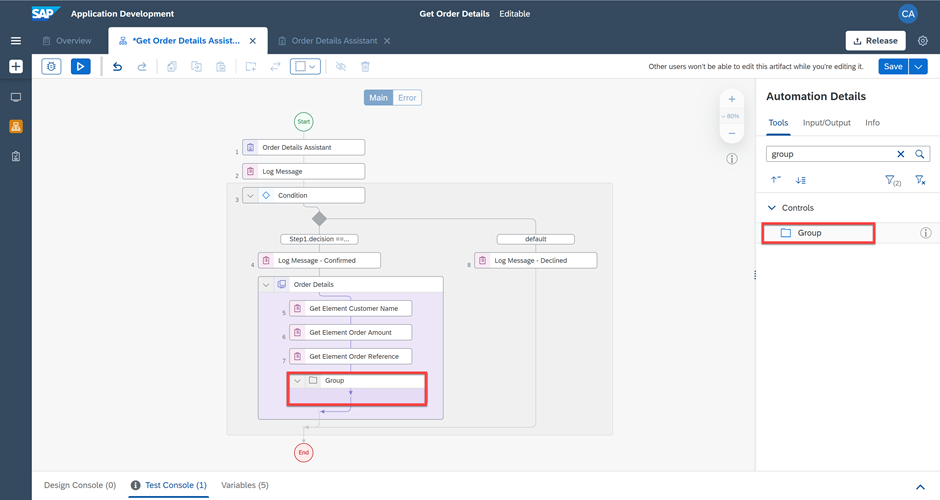 SAP Application Development Get Order Details Editable CA
Overview *Get Order Details Assist... Order Details Assistant Release
Other users won't be able to edit this artifact while you're editing it. Save
Main Error
Automation Details
Tools Input/Output Info
group
(2)
Controls
Group
80%
Start
1 Order Details Assistant
2 Log Message
3 Condition
Step1.decision ==... default
4 Log Message - Confirmed 8 Log Message - Declined
Order Details
5 Get Element Customer Name
6 Get Element Order Amount
7 Get Element Order Reference
Group
End
Design Console (0) Test Console (1) Variables (5)